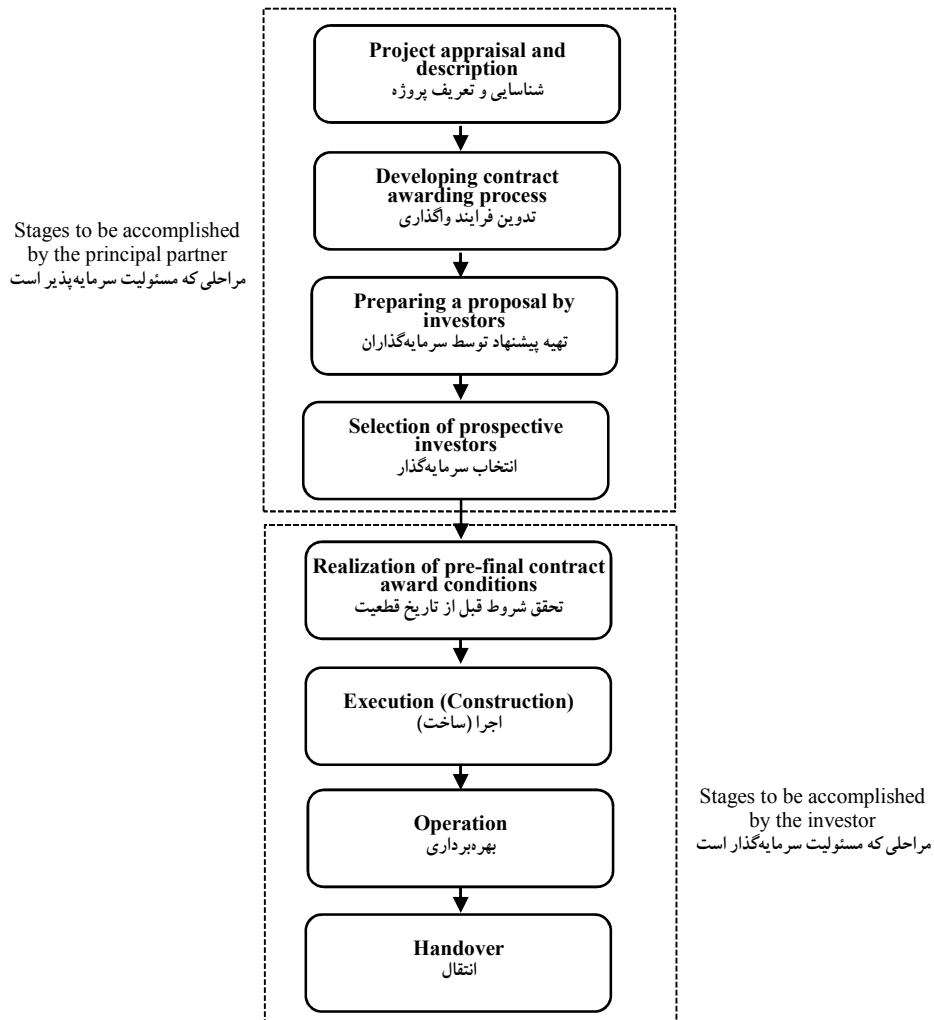 Project appraisal and
description
شناسایی و تعریف پروژه
Developing contract
awarding process
تدوین فرایند واگذاری
Stages to be accomplished
by the principal partner
مراحلی که مسئولیت سرمایه‌پذیر است
Preparing a proposal by
investors
تهیه پیشنهاد توسط سرمایه‌گذاران
Selection of prospective
investors
انتخاب سرمایه‌گذار
Realization of pre-final contract
award conditions
تحقق شروط قبل از تاریخ قطعیت
Execution (Construction)
اجرا (ساخت)
Operation
بهره‌برداری
Stages to be accomplished
by the investor
مراحلی که مسئولیت سرمایه‌گذار است
Handover
انتقال